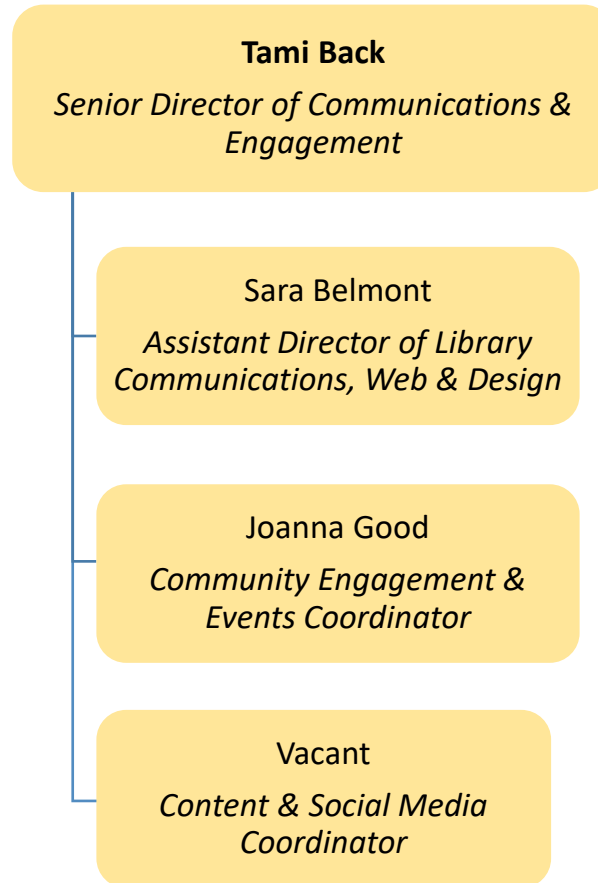 Tami Back
Senior Director of Communications &
Engagement
Sara Belmont
Assistant Director of Library
Communications, Web & Design
Joanna Good
Community Engagement &
Events Coordinator
Vacant
Content & Social Media
Coordinator